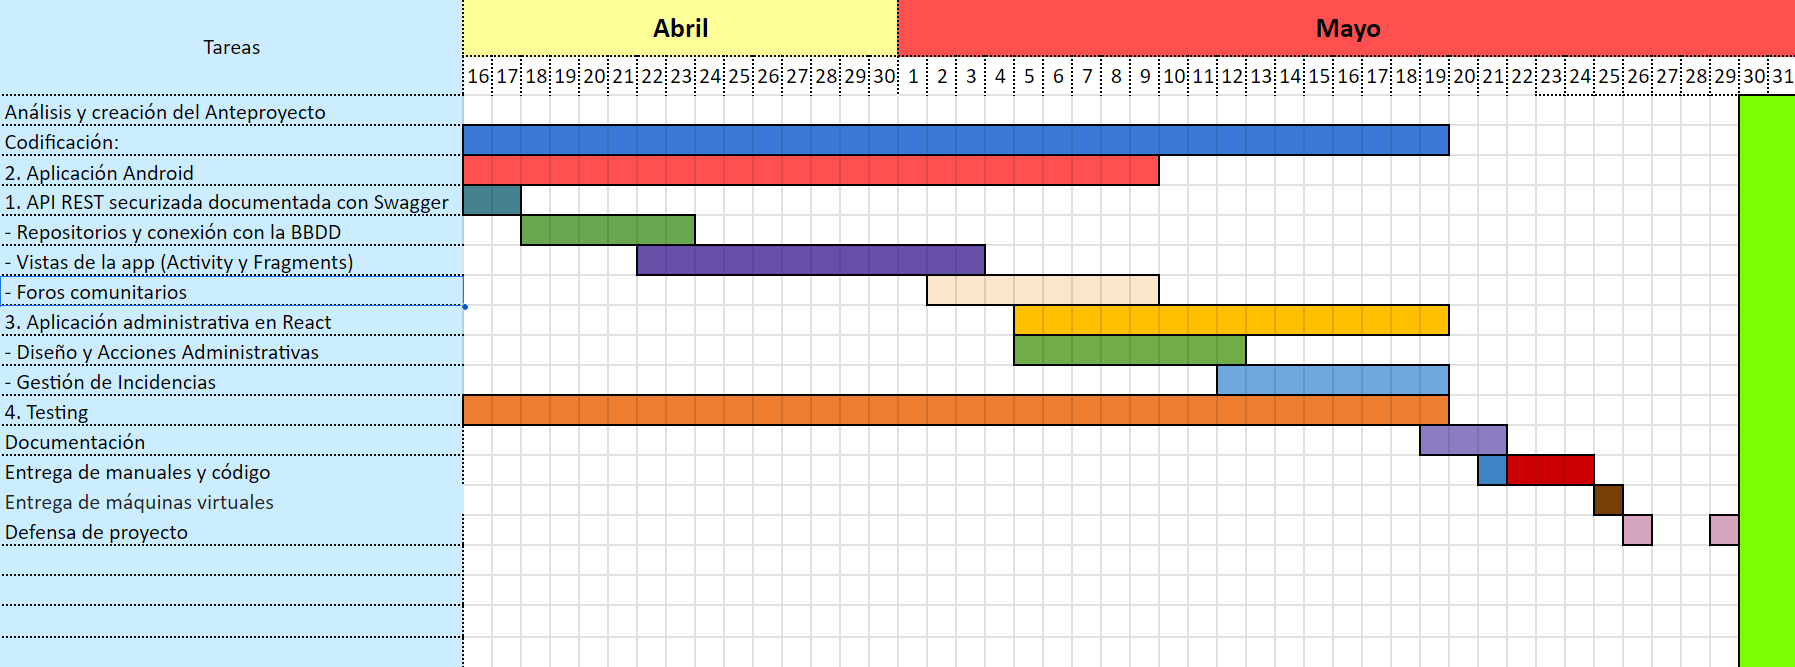 Tareas
Abril
Mayo
16 17 18 19 20 21 22 23 24 25 26 27 28 29 30 1 2 3 4 5 6 7 8 9 10 11 12 13 14 15 16 17 18 19 20 21 22 23 24 25 26 27 28 29 30 31
Análisis y creación del Anteproyecto
Codificación:
2. Aplicación Android
1. API REST securizada documentada con Swagger
- Repositorios y conexión con la BBDD
- Vistas de la app (Activity y Fragments)
- Foros comunitarios
3. Aplicación administrativa en React
- Diseño y Acciones Administrativas
- Gestión de Incidencias
4. Testing
Documentación
Entrega de manuales y código
Entrega de máquinas virtuales
Defensa de proyecto